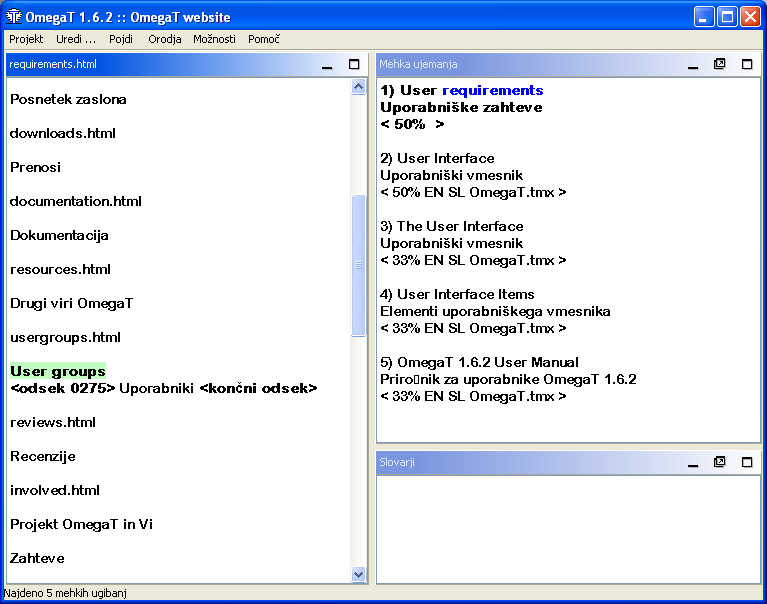 OmegaT 1.6.2 :: OmegaT website
Projekt Uredi ... Pojdi Orodja Možnosti Pomoč
requirements.html
Posnetek zaslona
downloads.html
Prenosi
documentation.html
Dokumentacija
resources.html
Drugi viri OmegaT
usergroups.html
User groups
<odsek 0275> Uporabniki <končni odsek>
reviews.html
Recenzije
involved.html
Projekt OmegaT in Vi
Zahteve
Mehka ujemanja
1) User requirements
Uporabniške zahteve
< 50%  >
2) User Interface
Uporabniški vmesnik
< 50% EN SL OmegaT.tmx >
3) The User Interface
Uporabniški vmesnik
< 33% EN SL OmegaT.tmx >
4) User Interface Items
Elementi uporabniškega vmesnika
< 33% EN SL OmegaT.tmx >
5) OmegaT 1.6.2 User Manual
Priro▯nik za uporabnike OmegaT 1.6.2
< 33% EN SL OmegaT.tmx >
Slovarji
Najdeno 5 mehkih ugibanj